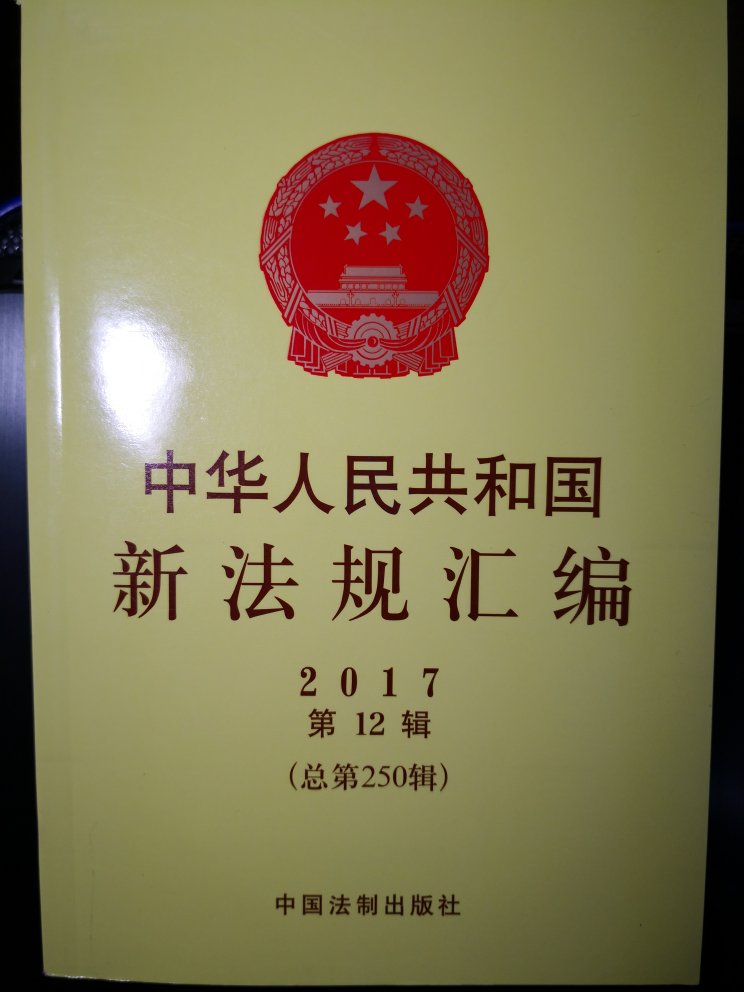 中华人民共和国
新法规汇编
2017
第12辑
(总第250辑)
中国法制出版社